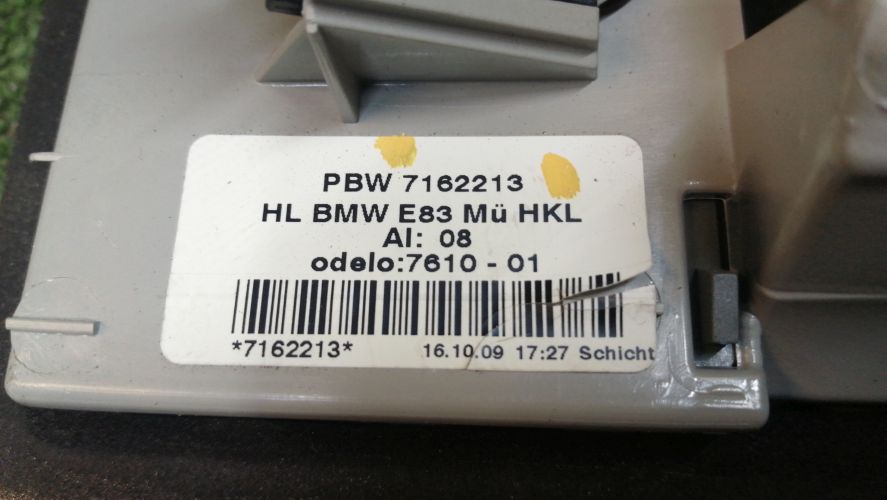 PBW 7162213
HL BMW E83 Mü HKL
AI: 08
odelo:7610 - 01
*7162213* 16.10.09 17:27 Schicht